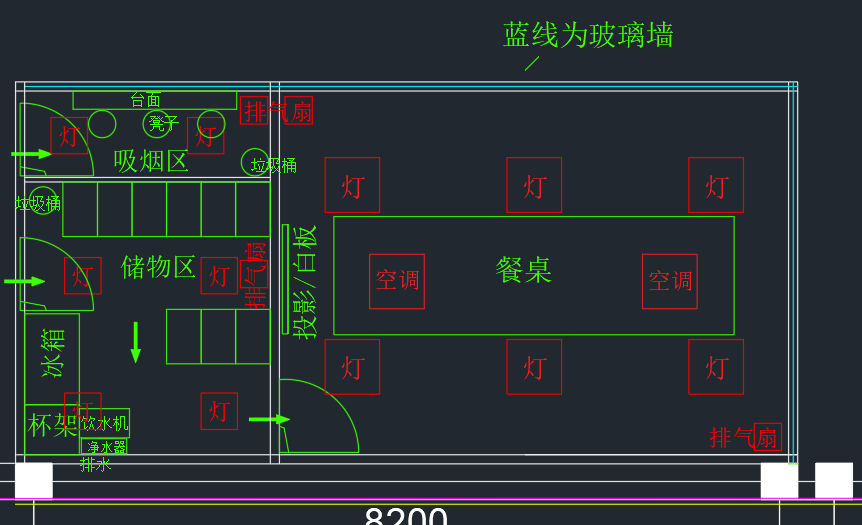 蓝线为玻璃墙
台面
排气扇
灯
凳子
灯
吸烟区
垃圾桶
垃圾桶
灯
灯
灯
储物区
排气扇
投影/白板
灯
灯
餐桌
空调
空调
冰箱
灯
灯
灯
灯
灯
杯架
饮水机
净水器
排水
排气扇
8200